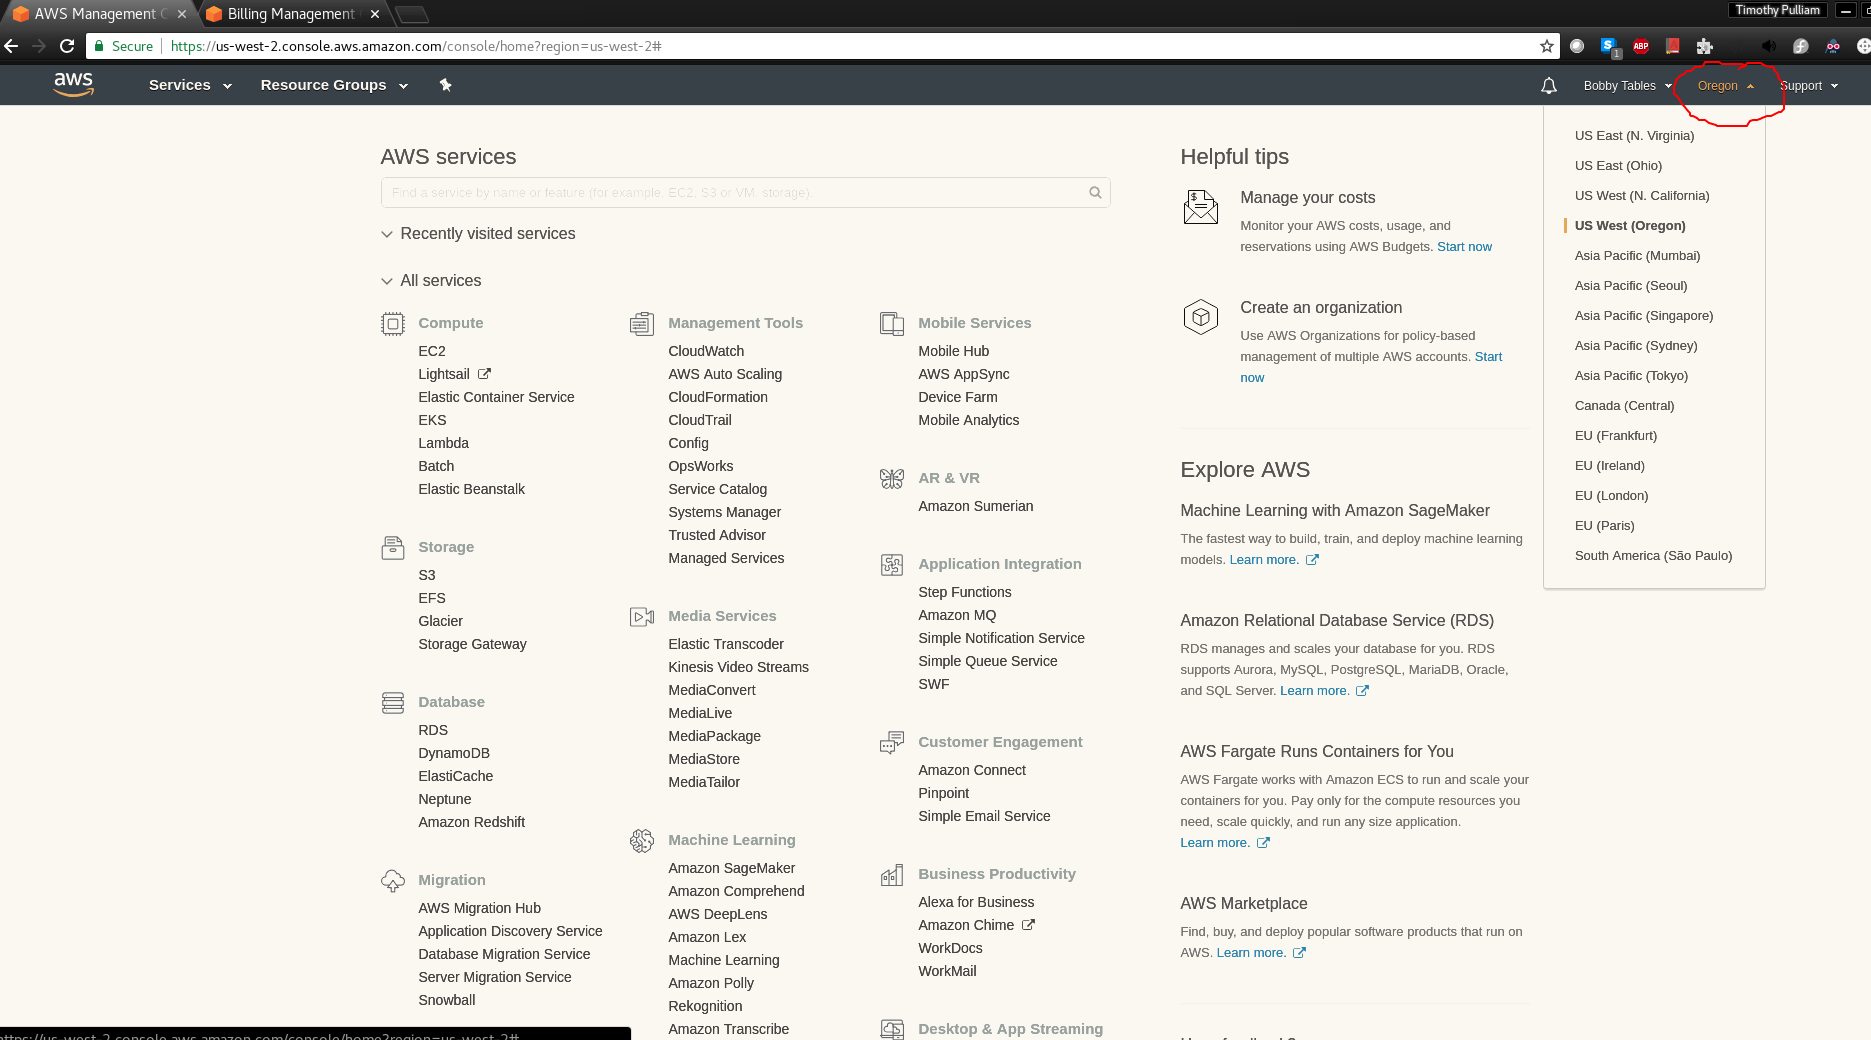 AWS Management C
Billing Management
Timothy Pulliam
Secure
https://us-west-2.console.aws.amazon.com/console/home?region=us-west-2#
S
1
ABP
aws
Services
Resource Groups
Bobby Tables
Oregon
Support
AWS services
Find a service by name or feature (for example, EC2, S3 or VM, storage).
Recently visited services
All services
Compute
EC2
Lightsail
Elastic Container Service
EKS
Lambda
Batch
Elastic Beanstalk
Storage
S3
EFS
Glacier
Storage Gateway
Database
RDS
DynamoDB
ElastiCache
Neptune
Amazon Redshift
Migration
AWS Migration Hub
Application Discovery Service
Database Migration Service
Server Migration Service
Snowball
Management Tools
CloudWatch
AWS Auto Scaling
CloudFormation
CloudTrail
Config
OpsWorks
Service Catalog
Systems Manager
Trusted Advisor
Managed Services
Media Services
Elastic Transcoder
Kinesis Video Streams
MediaConvert
MediaLive
MediaPackage
MediaStore
MediaTailor
Machine Learning
Amazon SageMaker
Amazon Comprehend
AWS DeepLens
Amazon Lex
Machine Learning
Amazon Polly
Rekognition
Amazon Transcribe
Mobile Services
Mobile Hub
AWS AppSync
Device Farm
Mobile Analytics
AR & VR
Amazon Sumerian
Application Integration
Step Functions
Amazon MQ
Simple Notification Service
Simple Queue Service
SWF
Customer Engagement
Amazon Connect
Pinpoint
Simple Email Service
Business Productivity
Alexa for Business
Amazon Chime
WorkDocs
WorkMail
Desktop & App Streaming
Helpful tips
Manage your costs
Monitor your AWS costs, usage, and
reservations using AWS Budgets. Start now
Create an organization
Use AWS Organizations for policy-based
management of multiple AWS accounts. Start
now
Explore AWS
Machine Learning with Amazon SageMaker
The fastest way to build, train, and deploy machine learning
models. Learn more.
Amazon Relational Database Service (RDS)
RDS manages and scales your database for you. RDS
supports Aurora, MySQL, PostgreSQL, MariaDB, Oracle,
and SQL Server. Learn more.
AWS Fargate Runs Containers for You
AWS Fargate works with Amazon ECS to run and scale your
containers for you. Pay only for the compute resources you
need, scale quickly, and run any size application.
Learn more.
AWS Marketplace
Find, buy, and deploy popular software products that run on
AWS. Learn more.
US East (N. Virginia)
US East (Ohio)
US West (N. California)
US West (Oregon)
Asia Pacific (Mumbai)
Asia Pacific (Seoul)
Asia Pacific (Singapore)
Asia Pacific (Sydney)
Asia Pacific (Tokyo)
Canada (Central)
EU (Frankfurt)
EU (Ireland)
EU (London)
EU (Paris)
South America (São Paulo)
https://us-west-2.console.aws.amazon.com/console/home?region=us-west-2#